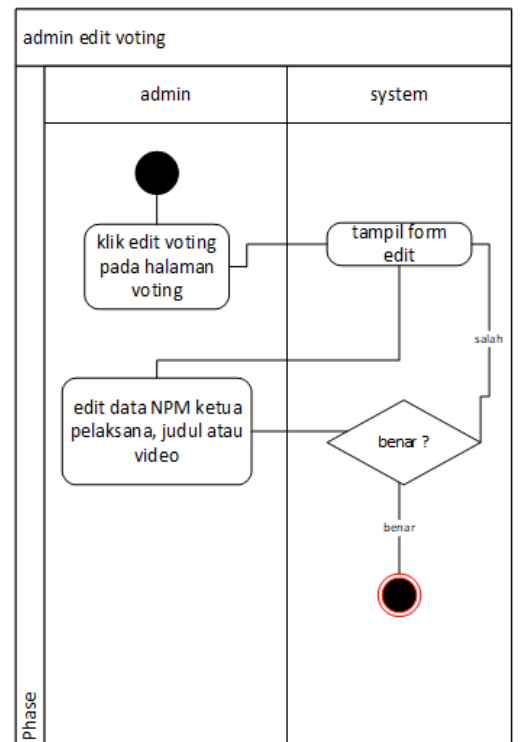 admin edit voting
admin
system
klik edit voting
pada halaman
voting
tampil form
edit
salah
edit data NPM ketua
pelaksana, judul atau
video
benar ?
benar
Phase